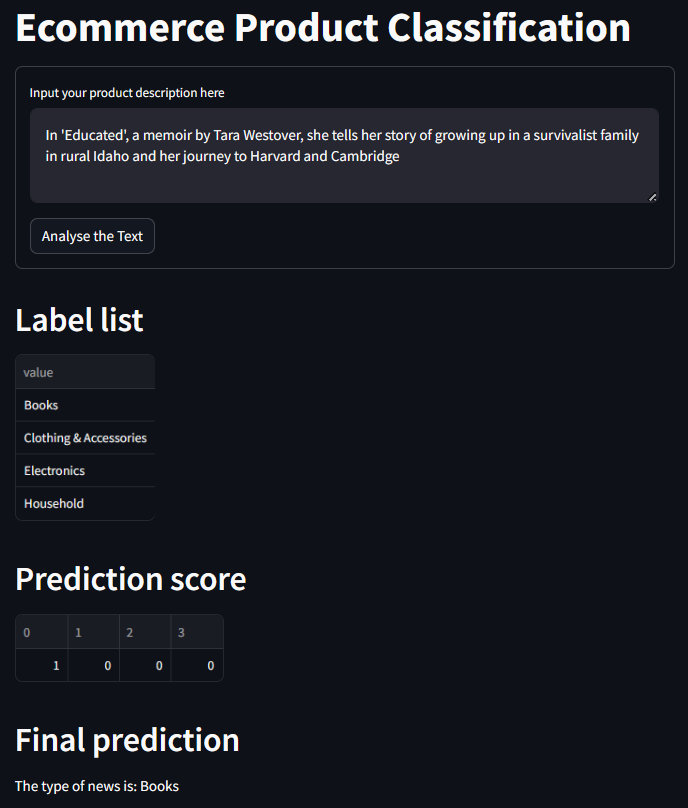 Ecommerce Product Classification
Input your product description here
In 'Educated', a memoir by Tara Westover, she tells her story of growing up in a survivalist family
in rural Idaho and her journey to Harvard and Cambridge
Analyse the Text
Label list
value
Books
Clothing & Accessories
Electronics
Household
Prediction score
0 1 2 3
1 0 0 0
Final prediction
The type of news is: Books